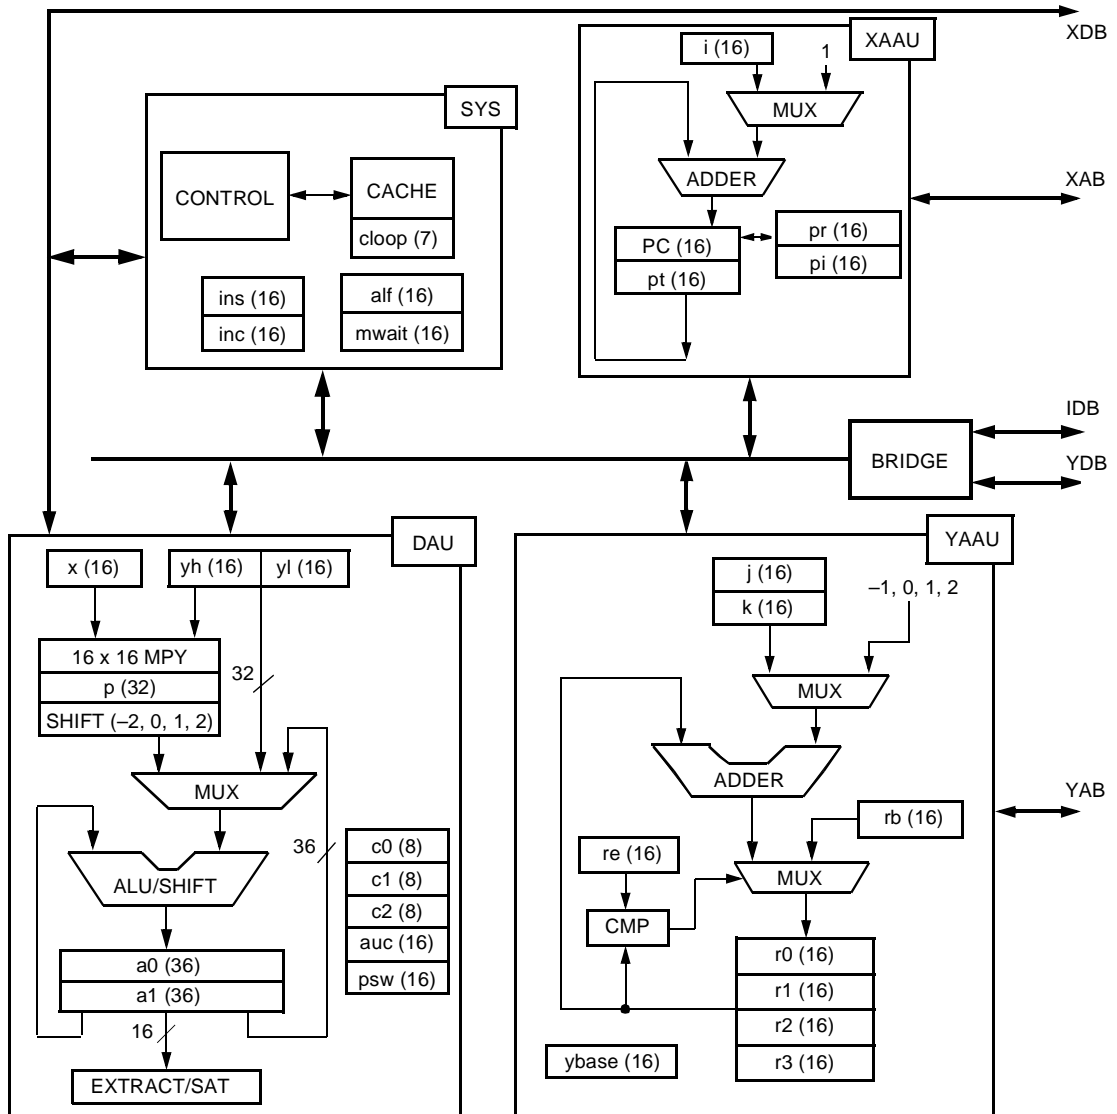 XDB
XAAU
i (16)
1
MUX
ADDER
PC (16)
pt (16)
pr (16)
pi (16)
XAB
SYS
CONTROL
CACHE
cloop (7)
ins (16)
inc (16)
alf (16)
mwait (16)
IDB
BRIDGE
YDB
DAU
x (16)
yh (16)
yl (16)
16 x 16 MPY
p (32)
SHIFT (–2, 0, 1, 2)
32
MUX
36
ALU/SHIFT
c0 (8)
c1 (8)
c2 (8)
auc (16)
psw (16)
a0 (36)
a1 (36)
16
EXTRACT/SAT
YAAU
j (16)
k (16)
–1, 0, 1, 2
MUX
ADDER
YAB
rb (16)
re (16)
MUX
CMP
r0 (16)
r1 (16)
r2 (16)
r3 (16)
ybase (16)